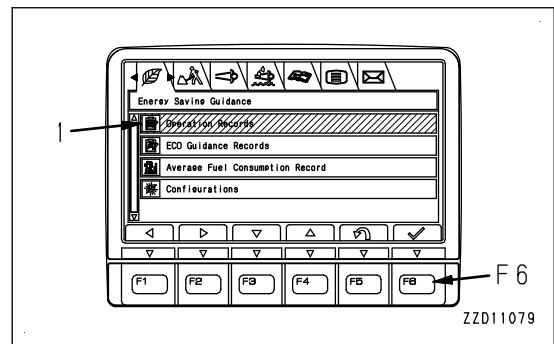 Energy Saving Guidance
1
Operation Records
ECO Guidance Records
Average Fuel Consumption Record
Configurations
F1 F2 F3 F4 F5 F6
F6
ZZD11079